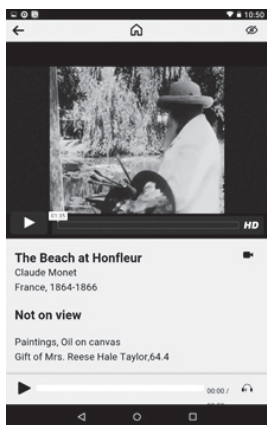 10:50
01:35
HD
The Beach at Honfleur
Claude Monet
France, 1864-1866
Not on view
Paintings, Oil on canvas
Gift of Mrs. Reese Hale Taylor,64.4
00:00 /